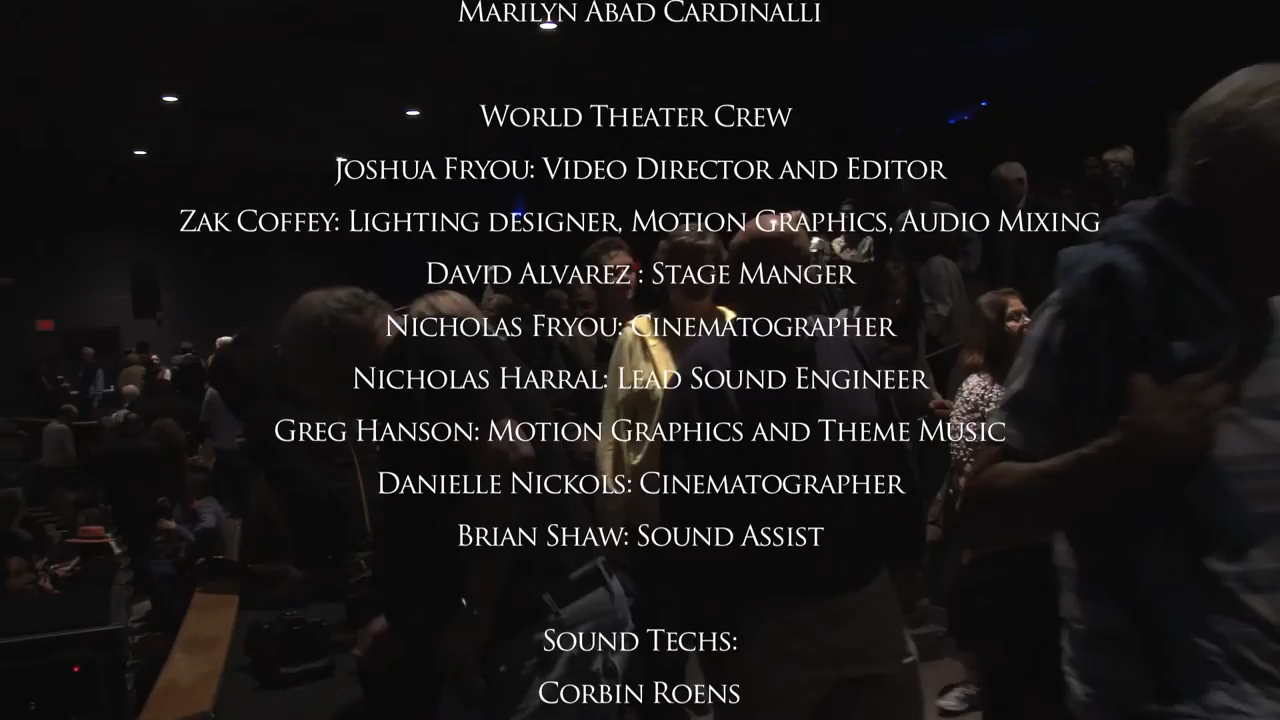 Marilyn Abad Cardinalli
World Theater Crew
Joshua Fryou: Video Director and Editor
Zak Coffey: Lighting designer, Motion Graphics, Audio Mixing
David Alvarez : Stage Manger
Nicholas Fryou: Cinematographer
Nicholas Harral: Lead Sound Engineer
Greg Hanson: Motion Graphics and Theme Music
Danielle Nickols: Cinematographer
Brian Shaw: Sound Assist
Sound Techs:
Corbin Roens